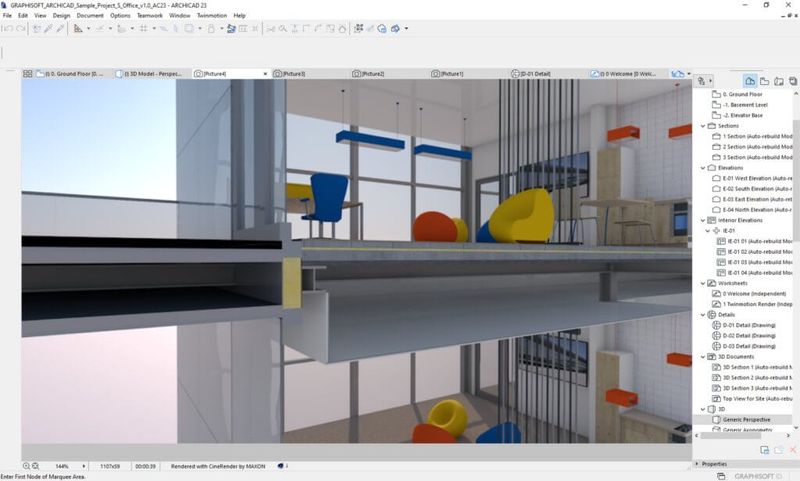 GRAPHISOFT_ARCHICAD_Sample_Project_S_Office_v1.0_AC23 - ARCHICAD 23
File Edit View Design Document Options Teamwork Window Twinmotion Help
(!) 0. Ground Floor [0. ...
(!) 3D Model - Perspec...
[Picture4]
[Picture3]
[Picture2]
[Picture1]
[D-01 Detail]
(!) 0 Welcome [0 Welc...
0. Ground Floor
-1. Basement Level
-2. Elevator Base
Sections
1 Section (Auto-rebuild Mod
2 Section (Auto-rebuild Mod
3 Section (Auto-rebuild Mod
Elevations
E-01 West Elevation (Auto-r
E-02 South Elevation (Auto-
E-03 East Elevation (Auto-re
E-04 North Elevation (Auto-
Interior Elevations
IE-01
IE-01 01 (Auto-rebuild Mo
IE-01 02 (Auto-rebuild Mo
IE-01 03 (Auto-rebuild Mo
IE-01 04 (Auto-rebuild Mo
Worksheets
0 Welcome (Independent)
1 Twinmotion Render (Indepen
Details
D-01 Detail (Drawing)
D-02 Detail (Drawing)
D-03 Detail (Drawing)
3D Documents
3D Section 1 (Auto-rebuild M
3D Section 2 (Auto-rebuild M
3D Section 3 (Auto-rebuild M
Top View for Site (Auto-rebu
3D
Generic Perspective
Generic Axonometry
144%
1107x59
00:00:39
Rendered with CineRender by MAXON
Properties
Enter First Node of Marquee Area.
GRAPHISOFT